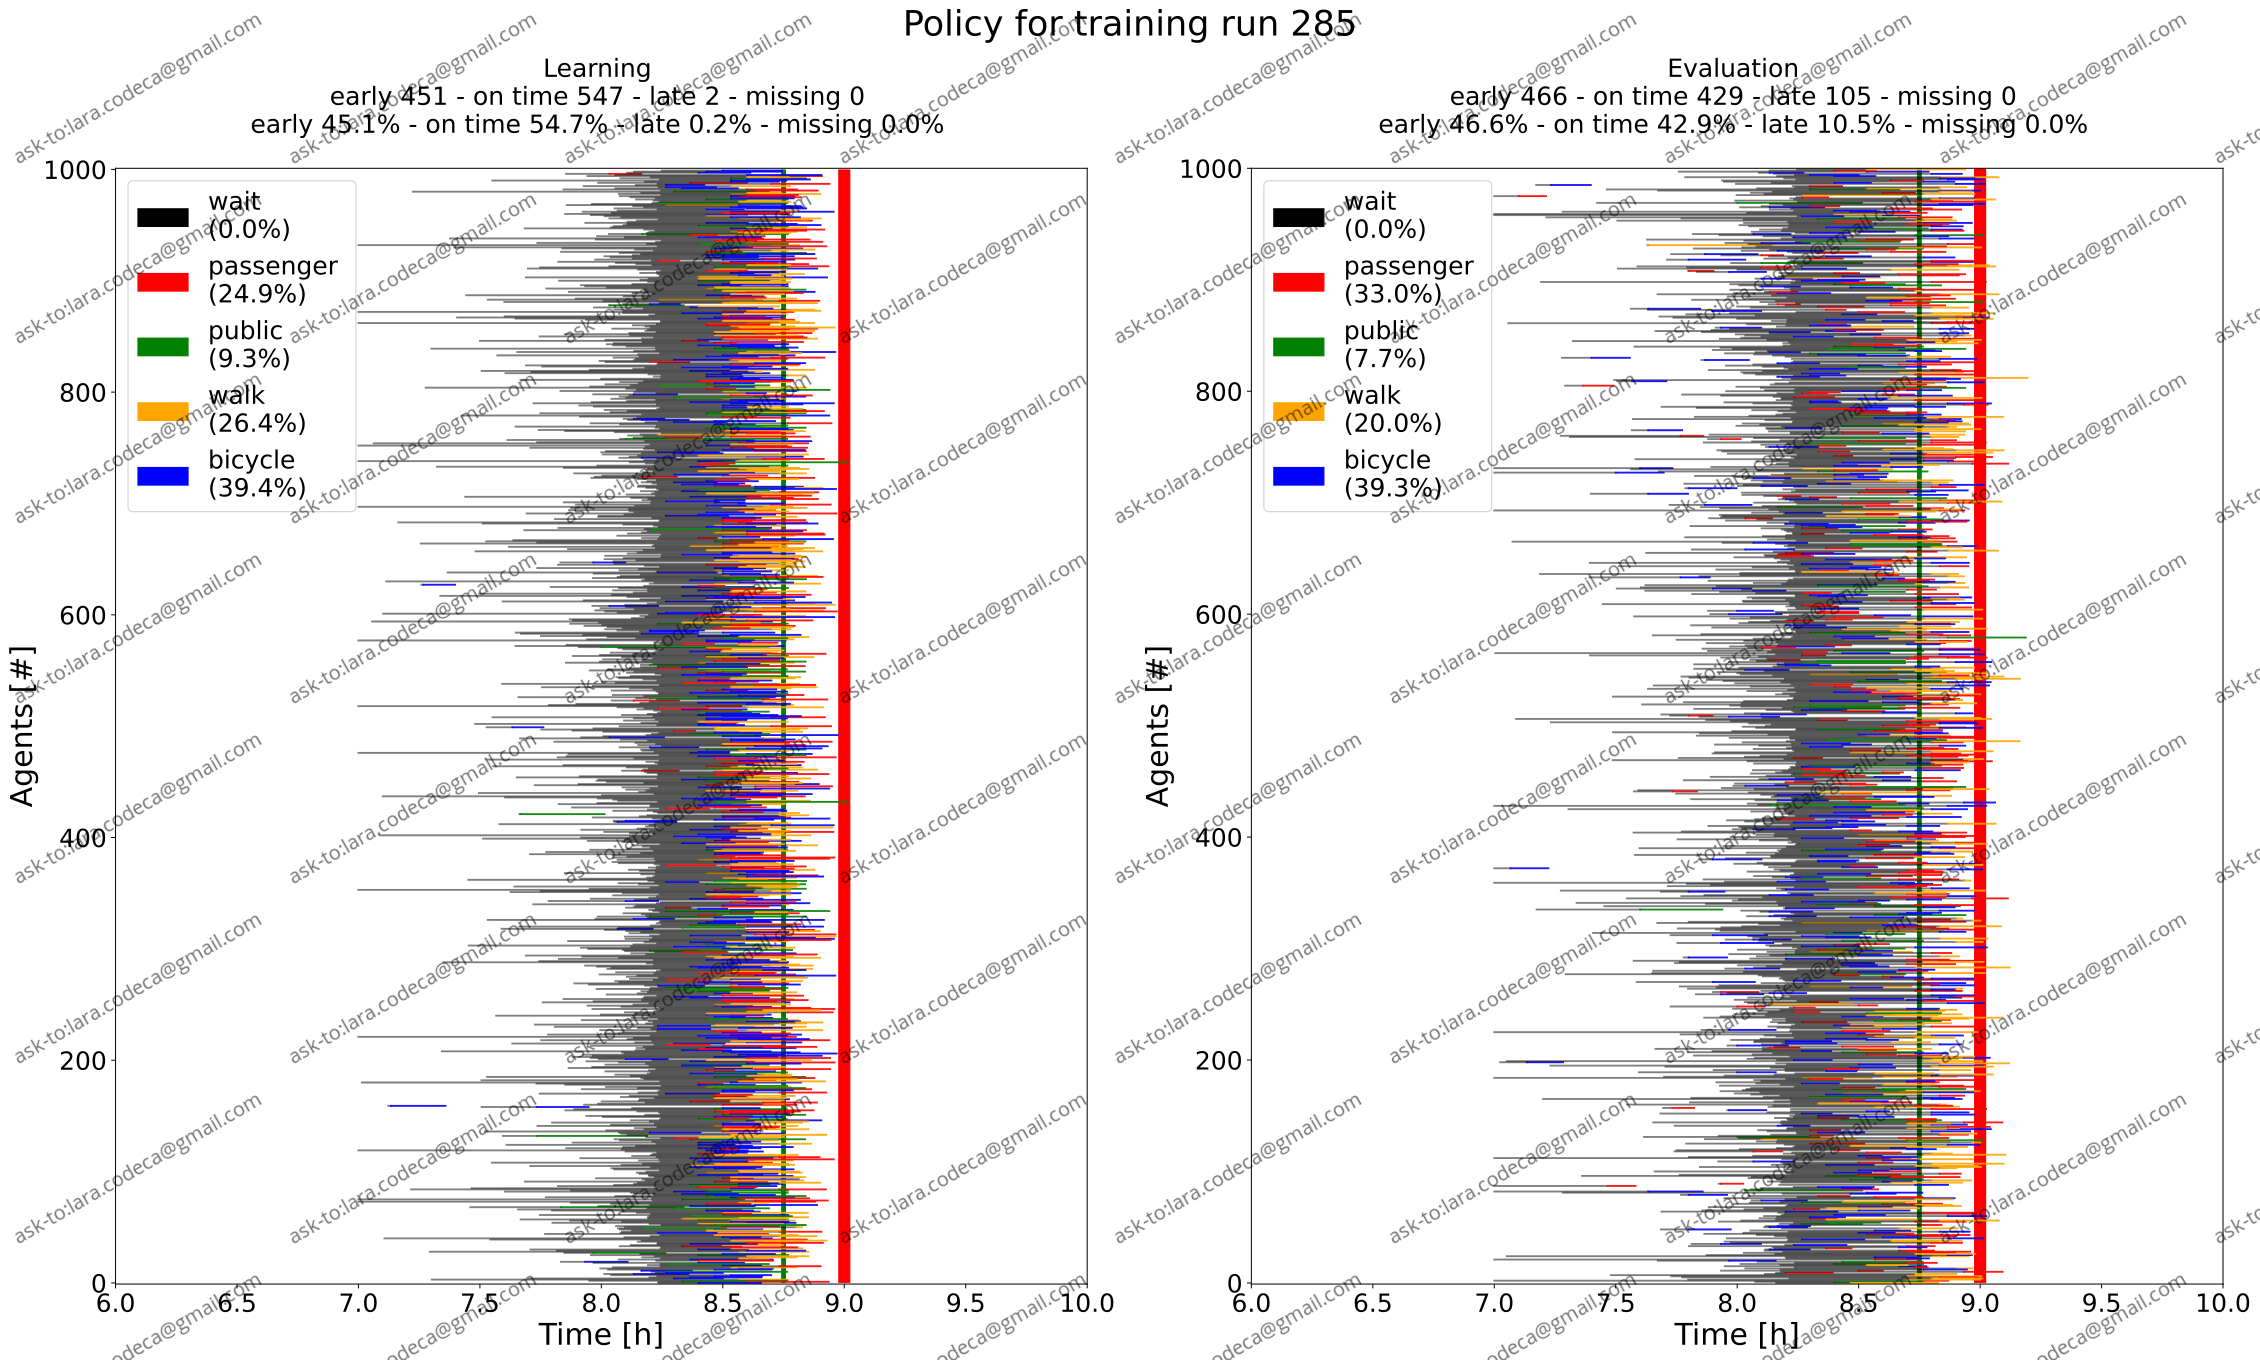 Policy for training run 285
Learning
early 451 - on time 547 - late 2 - missing 0
early 45.1% - on time 54.7% - late 0.2% - missing 0.0%
1000
800
600
400
200
0
Agents [#]
wait
(0.0%)
passenger
(24.9%)
public
(9.3%)
walk
(26.4%)
bicycle
(39.4%)
6.0 6.5 7.0 7.5 8.0 8.5 9.0 9.5 10.0
Time [h]
Evaluation
early 466 - on time 429 - late 105 - missing 0
early 46.6% - on time 42.9% - late 10.5% - missing 0.0%
1000
800
600
400
200
0
Agents [#]
wait
(0.0%)
passenger
(33.0%)
public
(7.7%)
walk
(20.0%)
bicycle
(39.3%)
6.0 6.5 7.0 7.5 8.0 8.5 9.0 9.5 10.0
Time [h]
ask-to:lara.codeca@gmail.com